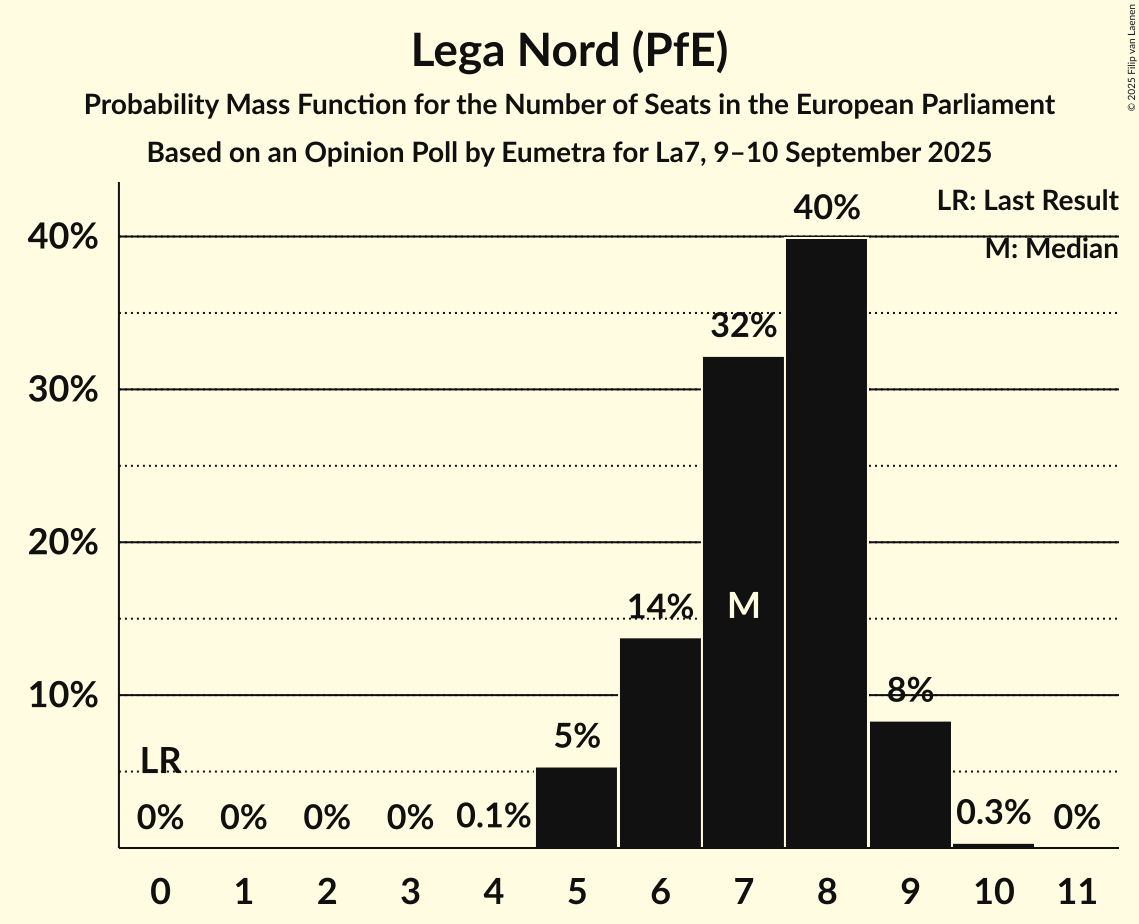 Lega Nord (PfE)
Probability Mass Function for the Number of Seats in the European Parliament
Based on an Opinion Poll by Eumetra for La7, 9–10 September 2025
© 2025 Filip van Laenen
LR: Last Result
M: Median
40%
30%
20%
10%
LR
0%
0%
0%
0%
0.1%
5%
14%
32%
M
40%
8%
0.3%
0%
0 1 2 3 4 5 6 7 8 9 10 11